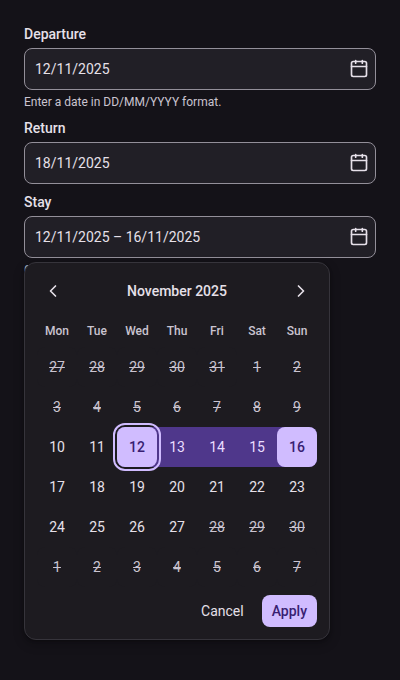 Departure
12/11/2025
Enter a date in DD/MM/YYYY format.
Return
18/11/2025
Stay
12/11/2025 – 16/11/2025
November 2025
Mon Tue Wed Thu Fri Sat Sun
27 28 29 30 31 1 2
3 4 5 6 7 8 9
10 11 12 13 14 15 16
17 18 19 20 21 22 23
24 25 26 27 28 29 30
1 2 3 4 5 6 7
Cancel Apply